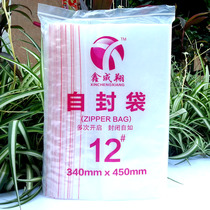 TM
鑫成翔
XINCHENGXIANG
自封袋
(ZIPPER BAG)
多次开启 封闭自如
12#
340mm x 450mm